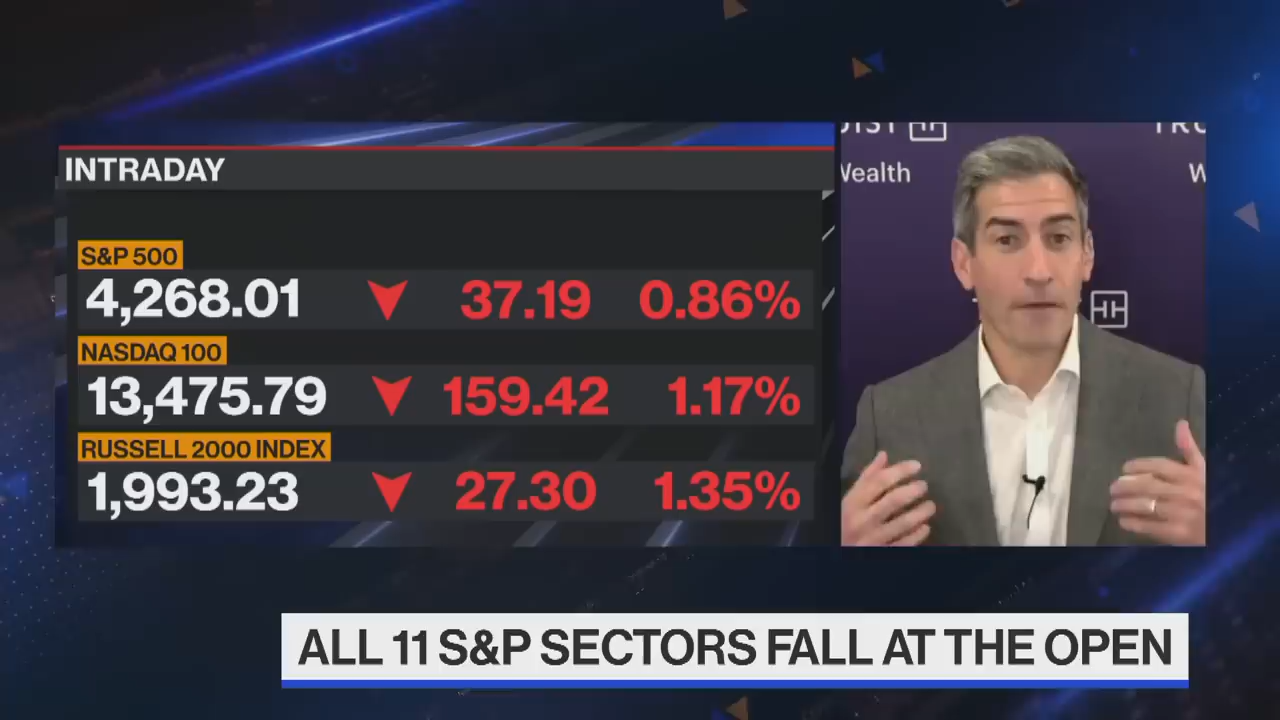 INTRADAY
S&P 500
4,268.01 37.19 0.86%
NASDAQ 100
13,475.79 159.42 1.17%
RUSSELL 2000 INDEX
1,993.23 27.30 1.35%
Wealth
ALL 11 S&P SECTORS FALL AT THE OPEN